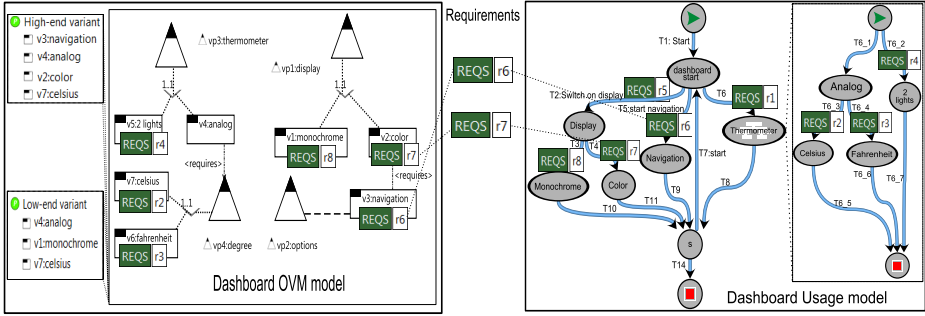 High-end variant
v3:navigation
v4:analog
v2:color
v7:celsius
Low-end variant
v4:analog
v1:monochrome
v7:celsius
vp3:thermometer
vp1:display
1..1
1..1
v5:2 lights
REQS r4
v4:analog
v1:monochrome
REQS r8
v2:color
REQS r7
<requires>
<requires>
v7:celsius
REQS r2
1..1
v3:navigation
REQS r6
v6:fahrenheit
REQS r3
vp4:degree
vp2:options
Dashboard OVM model
Requirements
REQS r6
REQS r7
T1: Start
dashboard
start
REQS r5
T2:Switch on display
T5:start navigation
T6
REQS r1
Display
REQS r6
Thermometer
T3
T4
REQS r7
T7:start
REQS r8
Navigation
Monochrome
Color
T9
T8
T11
T10
s
T14
T6_1
T6_2
REQS r4
Analog
2
lights
T6_3
T6_4
REQS r2
REQS r3
Celsius
Fahrenheit
T6_6
T6_7
T6_5
Dashboard Usage model